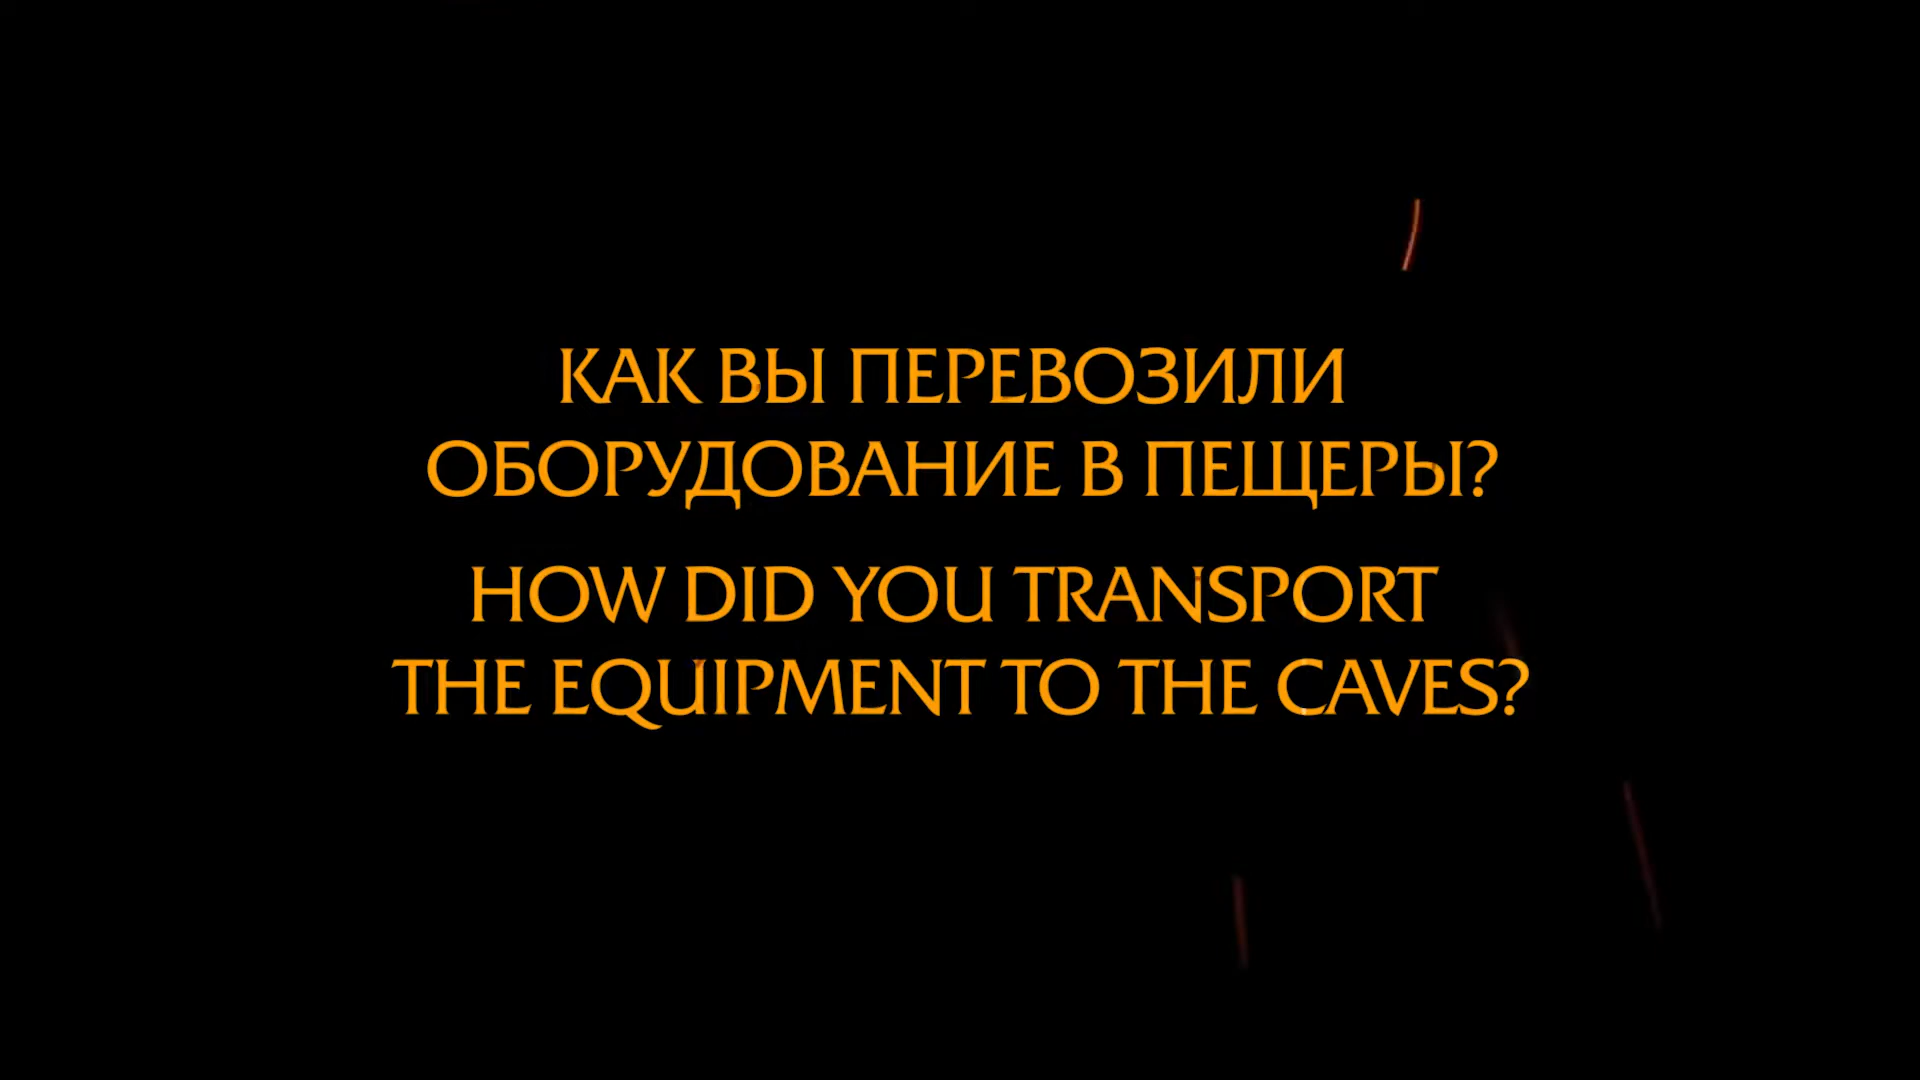 КАК ВЫ ПЕРЕВОЗИЛИ
ОБОРУДОВАНИЕ В ПЕЩЕРЫ?
HOW DID YOU TRANSPORT
THE EQUIPMENT TO THE CAVES?